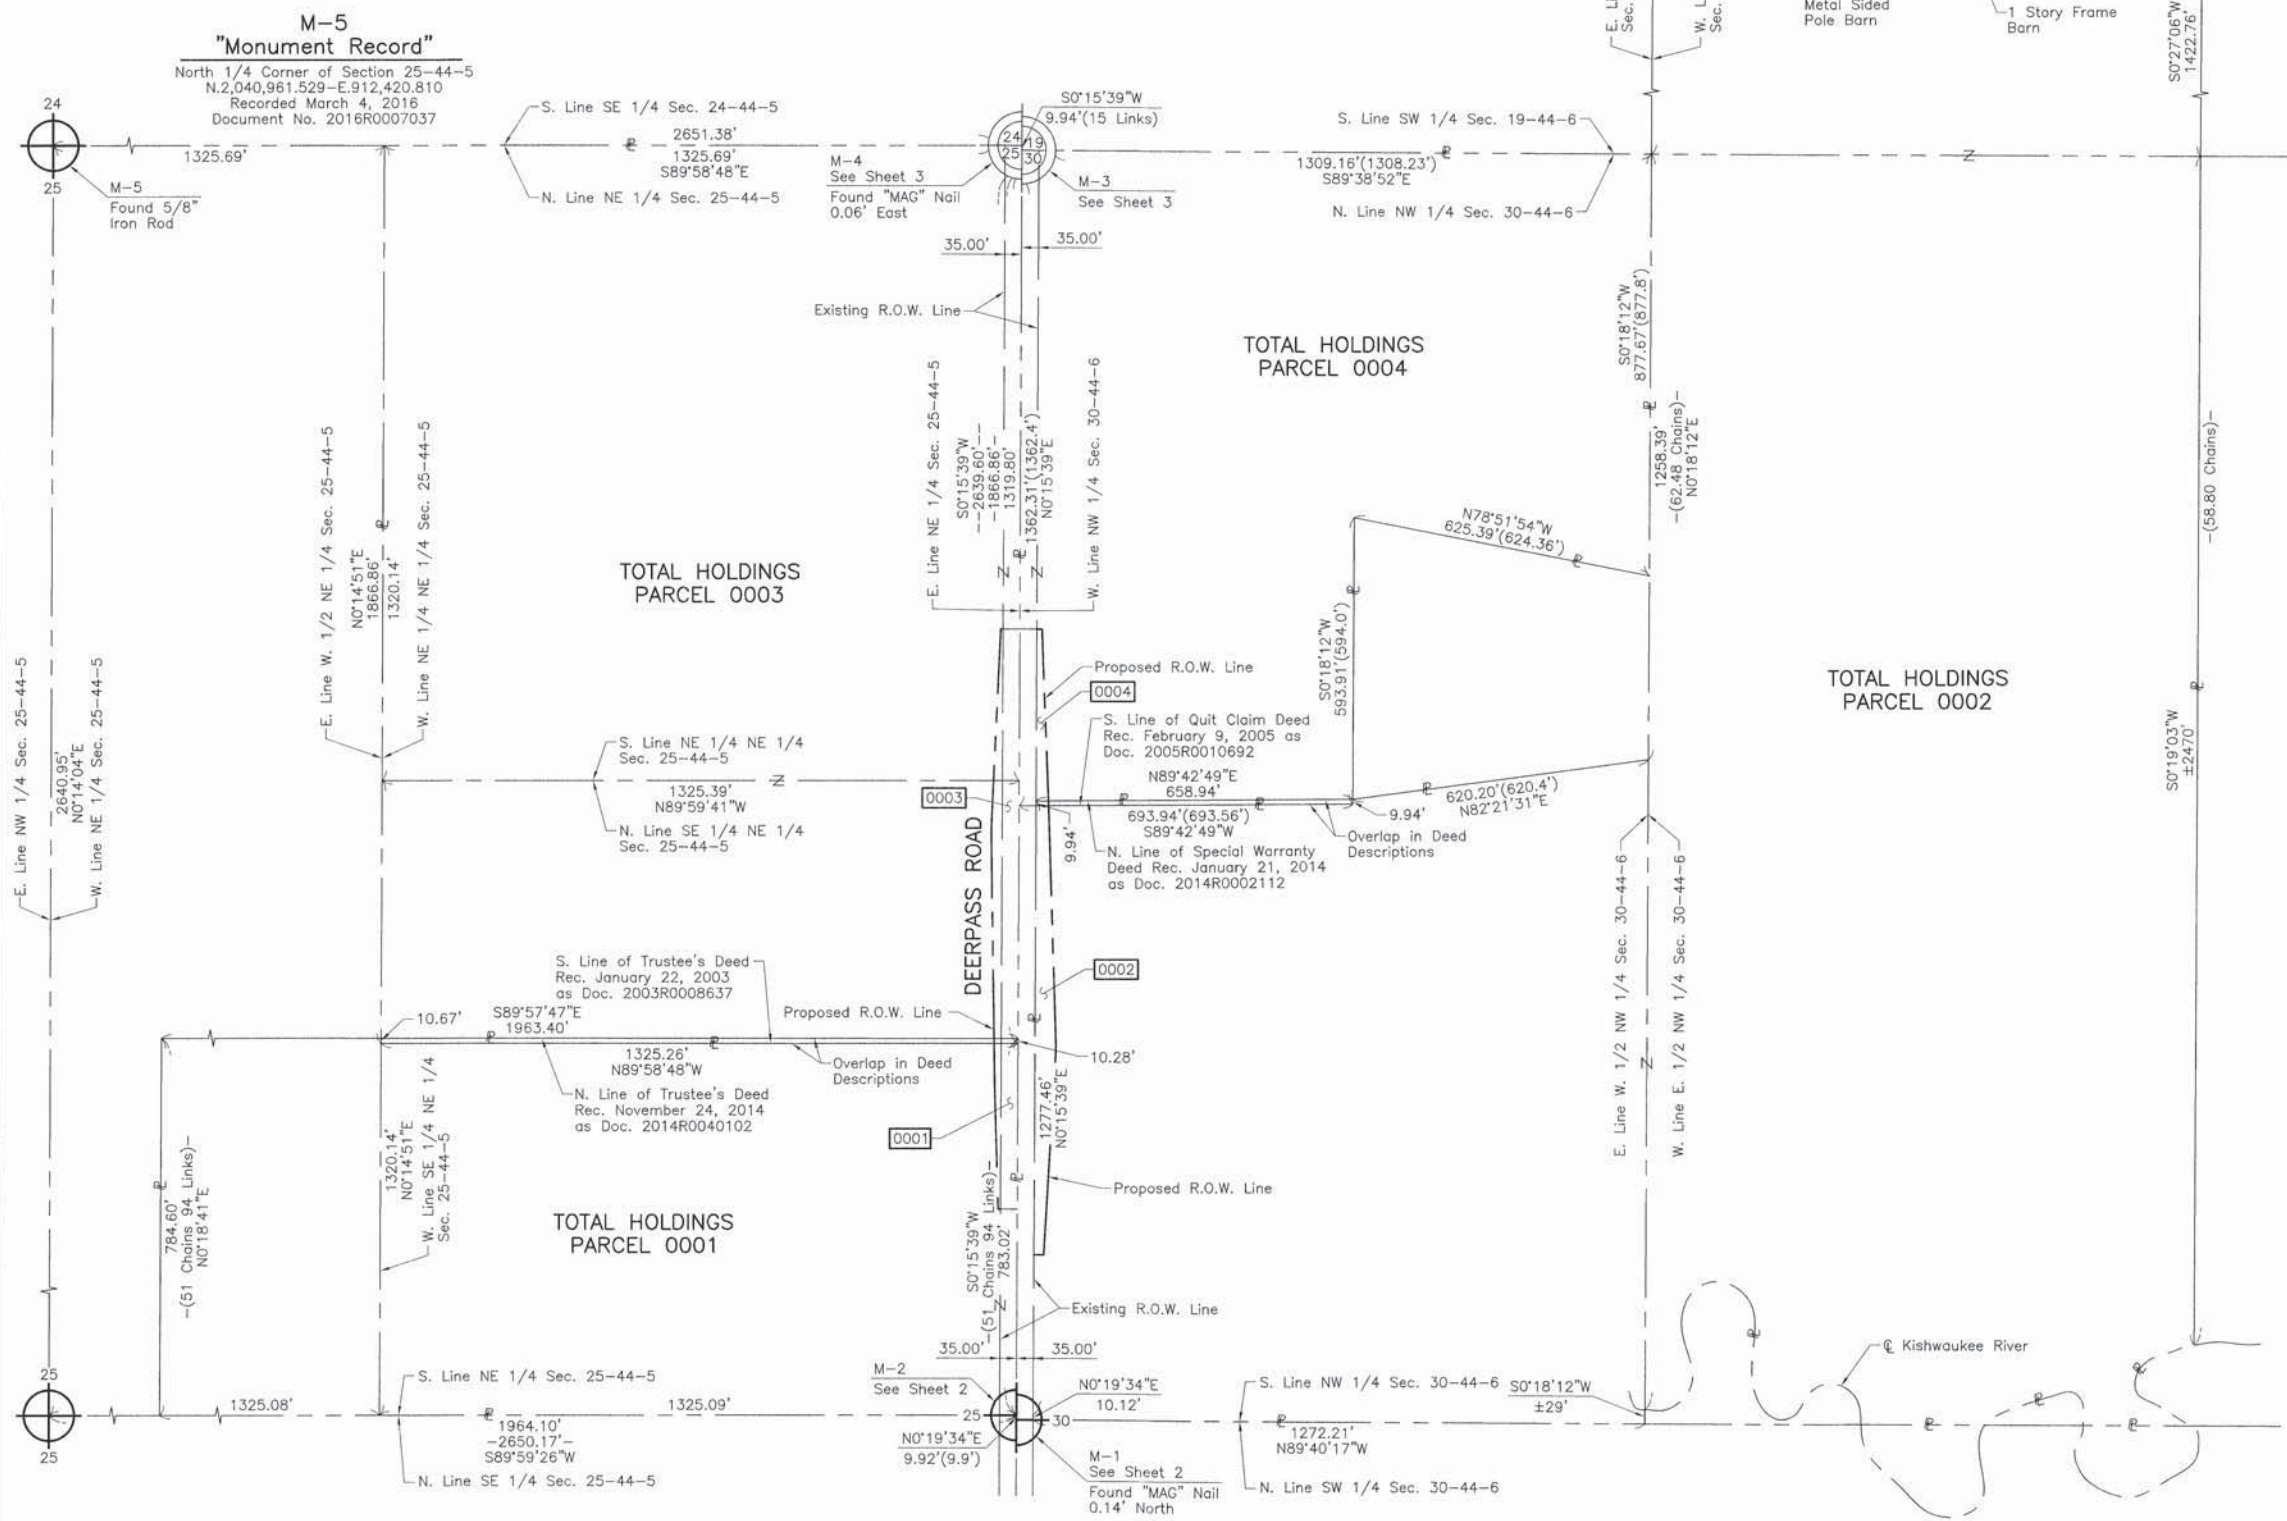 M-5
"Monument Record"
North 1/4 Corner of Section 25-44-5
N.2,040,961.529-E.912,420.810
Recorded March 4, 2016
Document No. 2016R0007037
24
25
M-5
Found 5/8"
Iron Rod
1325.69'
S. Line SE 1/4 Sec. 24-44-5
2651.38'
1325.69'
S89°58'48"E
N. Line NE 1/4 Sec. 25-44-5
M-4
See Sheet 3
Found "MAG" Nail
0.06' East
24
19
25
30
S0°15'39"W
9.94'(15 Links)
M-3
See Sheet 3
35.00'
35.00'
Existing R.O.W. Line
S. Line SW 1/4 Sec. 19-44-6
1309.16'(1308.23')
S89°38'52"E
N. Line NW 1/4 Sec. 30-44-6
E. Li
Sec.
W. L
Sec.
Metal Sided
Pole Barn
1 Story Frame
Barn
S0°27'06"W
1422.76'
TOTAL HOLDINGS
PARCEL 0004
S0°18'12"W
877.67'(877.8')
1258.39'
-(62.48 Chains)-
N0°18'12"E
-(58.80 Chains)-
E. Line W. 1/2 NE 1/4 Sec. 25-44-5
N0°14'51"E
1866.86'
1320.14'
W. Line NE 1/4 NE 1/4 Sec. 25-44-5
E. Line NE 1/4 Sec. 25-44-5
S0°15'39"W
--2639.60'--
-1866.86'-
1319.80'
1362.31'(1362.4')
N0°15'39"E
W. Line NW 1/4 Sec. 30-44-6
N78°51'54"W
625.39'(624.36')
S0°18'12"W
593.91'(594.0')
TOTAL HOLDINGS
PARCEL 0003
Proposed R.O.W. Line
0004
S. Line of Quit Claim Deed
Rec. February 9, 2005 as
Doc. 2005R0010692
N89°42'49"E
658.94'
693.94'(693.56')
S89°42'49"W
9.94'
9.94'
Overlap in Deed
Descriptions
N. Line of Special Warranty
Deed Rec. January 21, 2014
as Doc. 2014R0002112
620.20'(620.4')
N82°21'31"E
TOTAL HOLDINGS
PARCEL 0002
S0°19'03"W
±2470'
E. Line NW 1/4 Sec. 25-44-5
2640.95'
N0°14'04"E
W. Line NE 1/4 Sec. 25-44-5
S. Line NE 1/4 NE 1/4
Sec. 25-44-5
1325.39'
N89°59'41"W
N. Line SE 1/4 NE 1/4
Sec. 25-44-5
0003
DEERPASS ROAD
0002
S. Line of Trustee's Deed
Rec. January 22, 2003
as Doc. 2003R0008637
Proposed R.O.W. Line
10.67'
S89°57'47"E
1963.40'
1325.26'
N89°58'48"W
Overlap in Deed
Descriptions
10.28'
N. Line of Trustee's Deed
Rec. November 24, 2014
as Doc. 2014R0040102
0001
1277.46'
N0°15'39"E
E. Line W. 1/2 NW 1/4 Sec. 30-44-6
W. Line E. 1/2 NW 1/4 Sec. 30-44-6
784.60'
-(51 Chains 94 Links)-
N0°18'41"E
1320.14'
N0°14'51"E
W. Line SE 1/4 NE 1/4
Sec. 25-44-5
TOTAL HOLDINGS
PARCEL 0001
Proposed R.O.W. Line
S0°15'39"W
-(51 Chains 94 Links)-
783.02'
Existing R.O.W. Line
35.00'
35.00'
25
25
1325.08'
S. Line NE 1/4 Sec. 25-44-5
1325.09'
1964.10'
-2650.17'-
S89°59'26"W
N. Line SE 1/4 Sec. 25-44-5
M-2
See Sheet 2
25
30
N0°19'34"E
9.92'(9.9')
N0°19'34"E
10.12'
M-1
See Sheet 2
Found "MAG" Nail
0.14' North
S. Line NW 1/4 Sec. 30-44-6
1272.21'
N89°40'17"W
N. Line SW 1/4 Sec. 30-44-6
S0°18'12"W
±29'
℄ Kishwaukee River